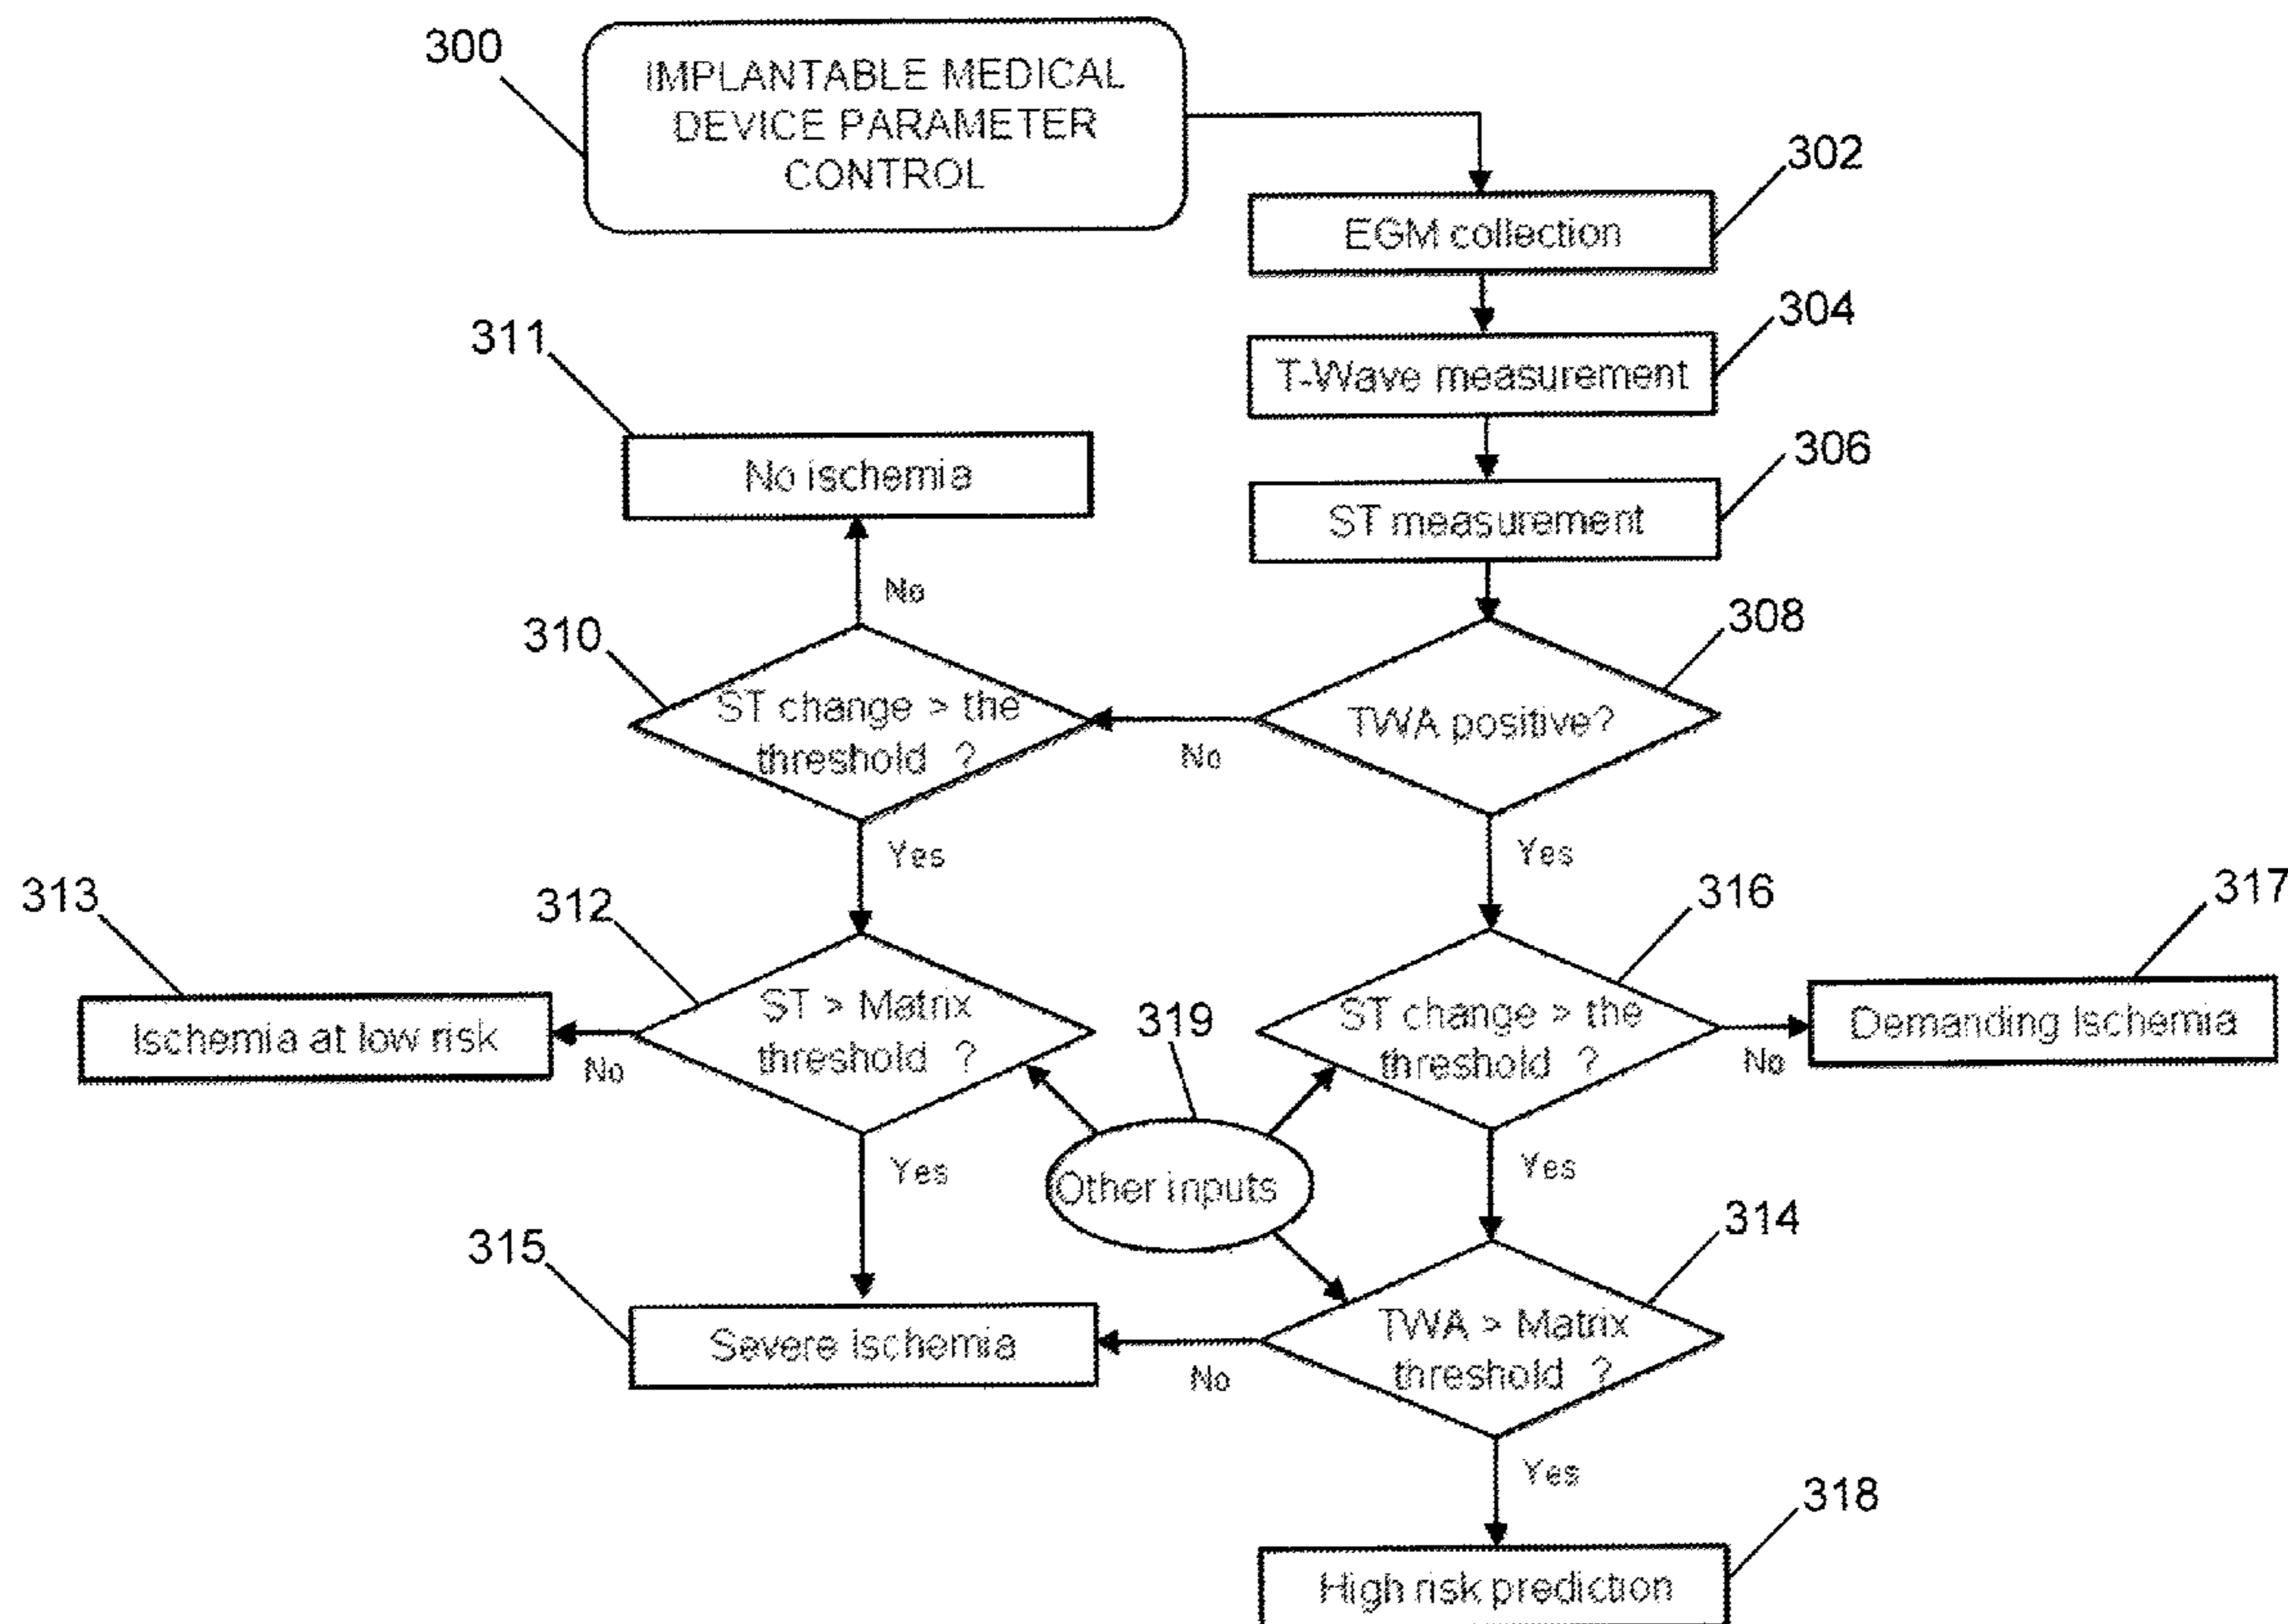 300
IMPLANTABLE MEDICAL
DEVICE PARAMETER
CONTROL
302
EGM collection
304
T-Wave measurement
311
No ischemia
306
ST measurement
No
310
ST change > the
threshold ?
308
TWA positive?
No
Yes
Yes
313
Ischemia at low risk
312
ST > Matrix
threshold ?
No
316
ST change > the
threshold ?
317
Demanding Ischemia
No
319
Other inputs
Yes
Yes
315
Severe Ischemia
314
TWA > Matrix
threshold ?
No
Yes
318
High risk prediction